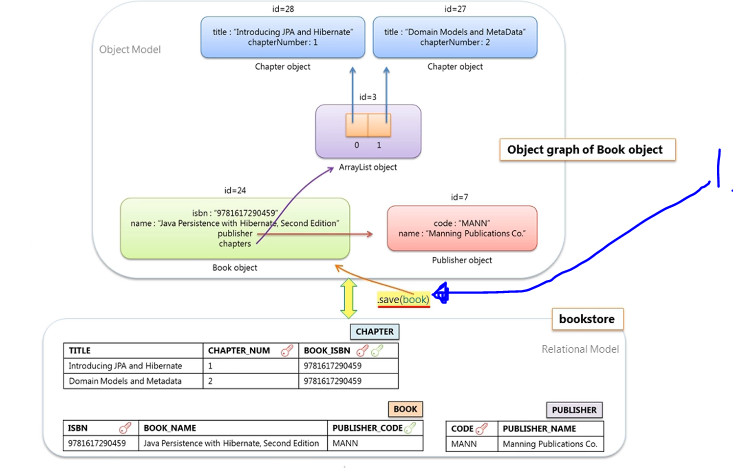 id=28
id=27
Object Model
title : "Introducing JPA and Hibernate"
chapterNumber: 1
title : "Domain Models and MetaData"
chapterNumber: 2
Chapter object
Chapter object
id=3
0 1
ArrayList object
Object graph of Book object
id=24
id=7
isbn : "9781617290459"
name : "Java Persistence with Hibernate, Second Edition"
publisher
chapters
code : "MANN"
name : "Manning Publications Co."
Book object
Publisher object
.save(book)
bookstore
CHAPTER
Relational Model
TITLE CHAPTER_NUM BOOK_ISBN
Introducing JPA and Hibernate 1 9781617290459
Domain Models and Metadata 2 9781617290459
BOOK
PUBLISHER
ISBN BOOK_NAME PUBLISHER_CODE
9781617290459 Java Persistence with Hibernate, Second Edition MANN
CODE PUBLISHER_NAME
MANN Manning Publications Co.